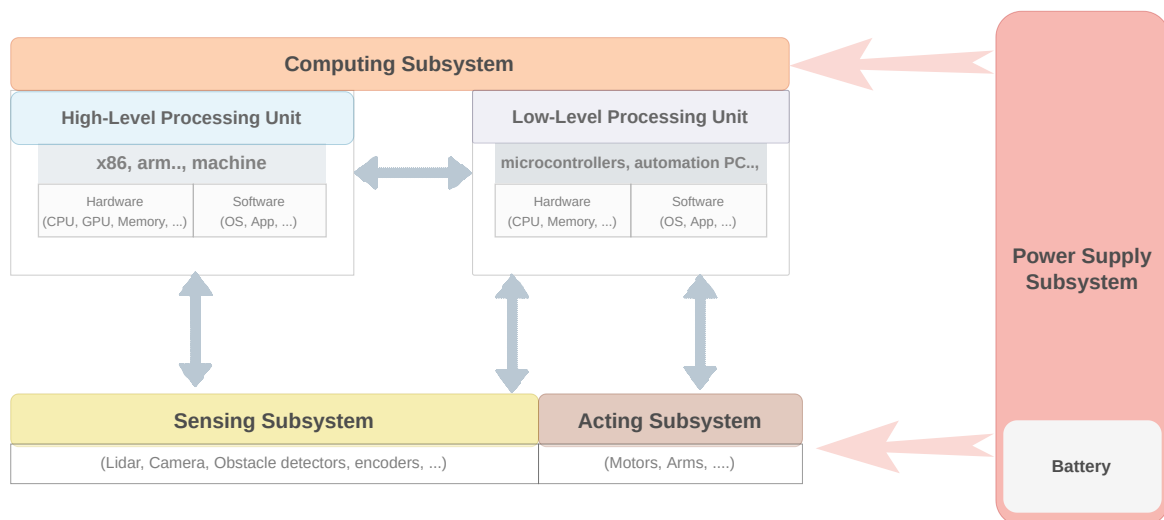 Computing Subsystem
High-Level Processing Unit
x86, arm.., machine
Hardware
(CPU, GPU, Memory, ...)
Software
(OS, App, ...)
Low-Level Processing Unit
microcontrollers, automation PC..,
Hardware
(CPU, Memory, ...)
Software
(OS, App, ...)
Sensing Subsystem
(Lidar, Camera, Obstacle detectors, encoders, ...)
Acting Subsystem
(Motors, Arms, ....)
Power Supply
Subsystem
Battery